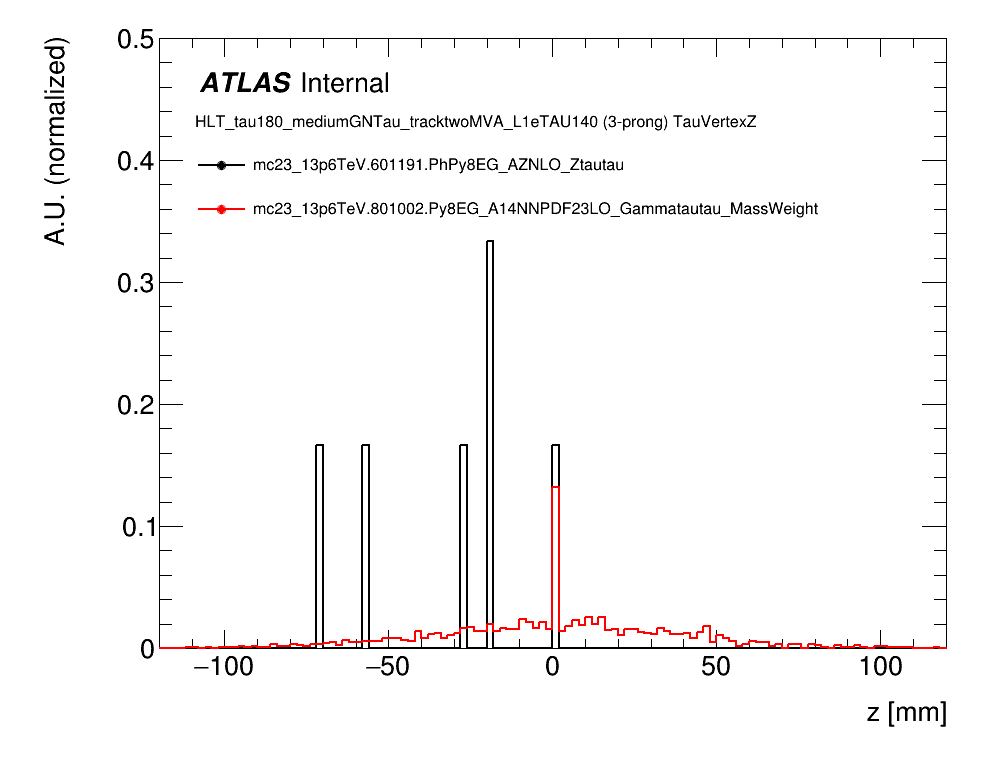 A.U. (normalized)
0.5
0.4
0.3
0.2
0.1
0
ATLAS Internal
HLT_tau180_mediumGNTau_tracktwoMVA_L1eTAU140 (3-prong) TauVertexZ
mc23_13p6TeV.601191.PhPy8EG_AZNLO_Ztautau
mc23_13p6TeV.801002.Py8EG_A14NNPDF23LO_Gammatautau_MassWeight
−100 −50 0 50 100
z [mm]